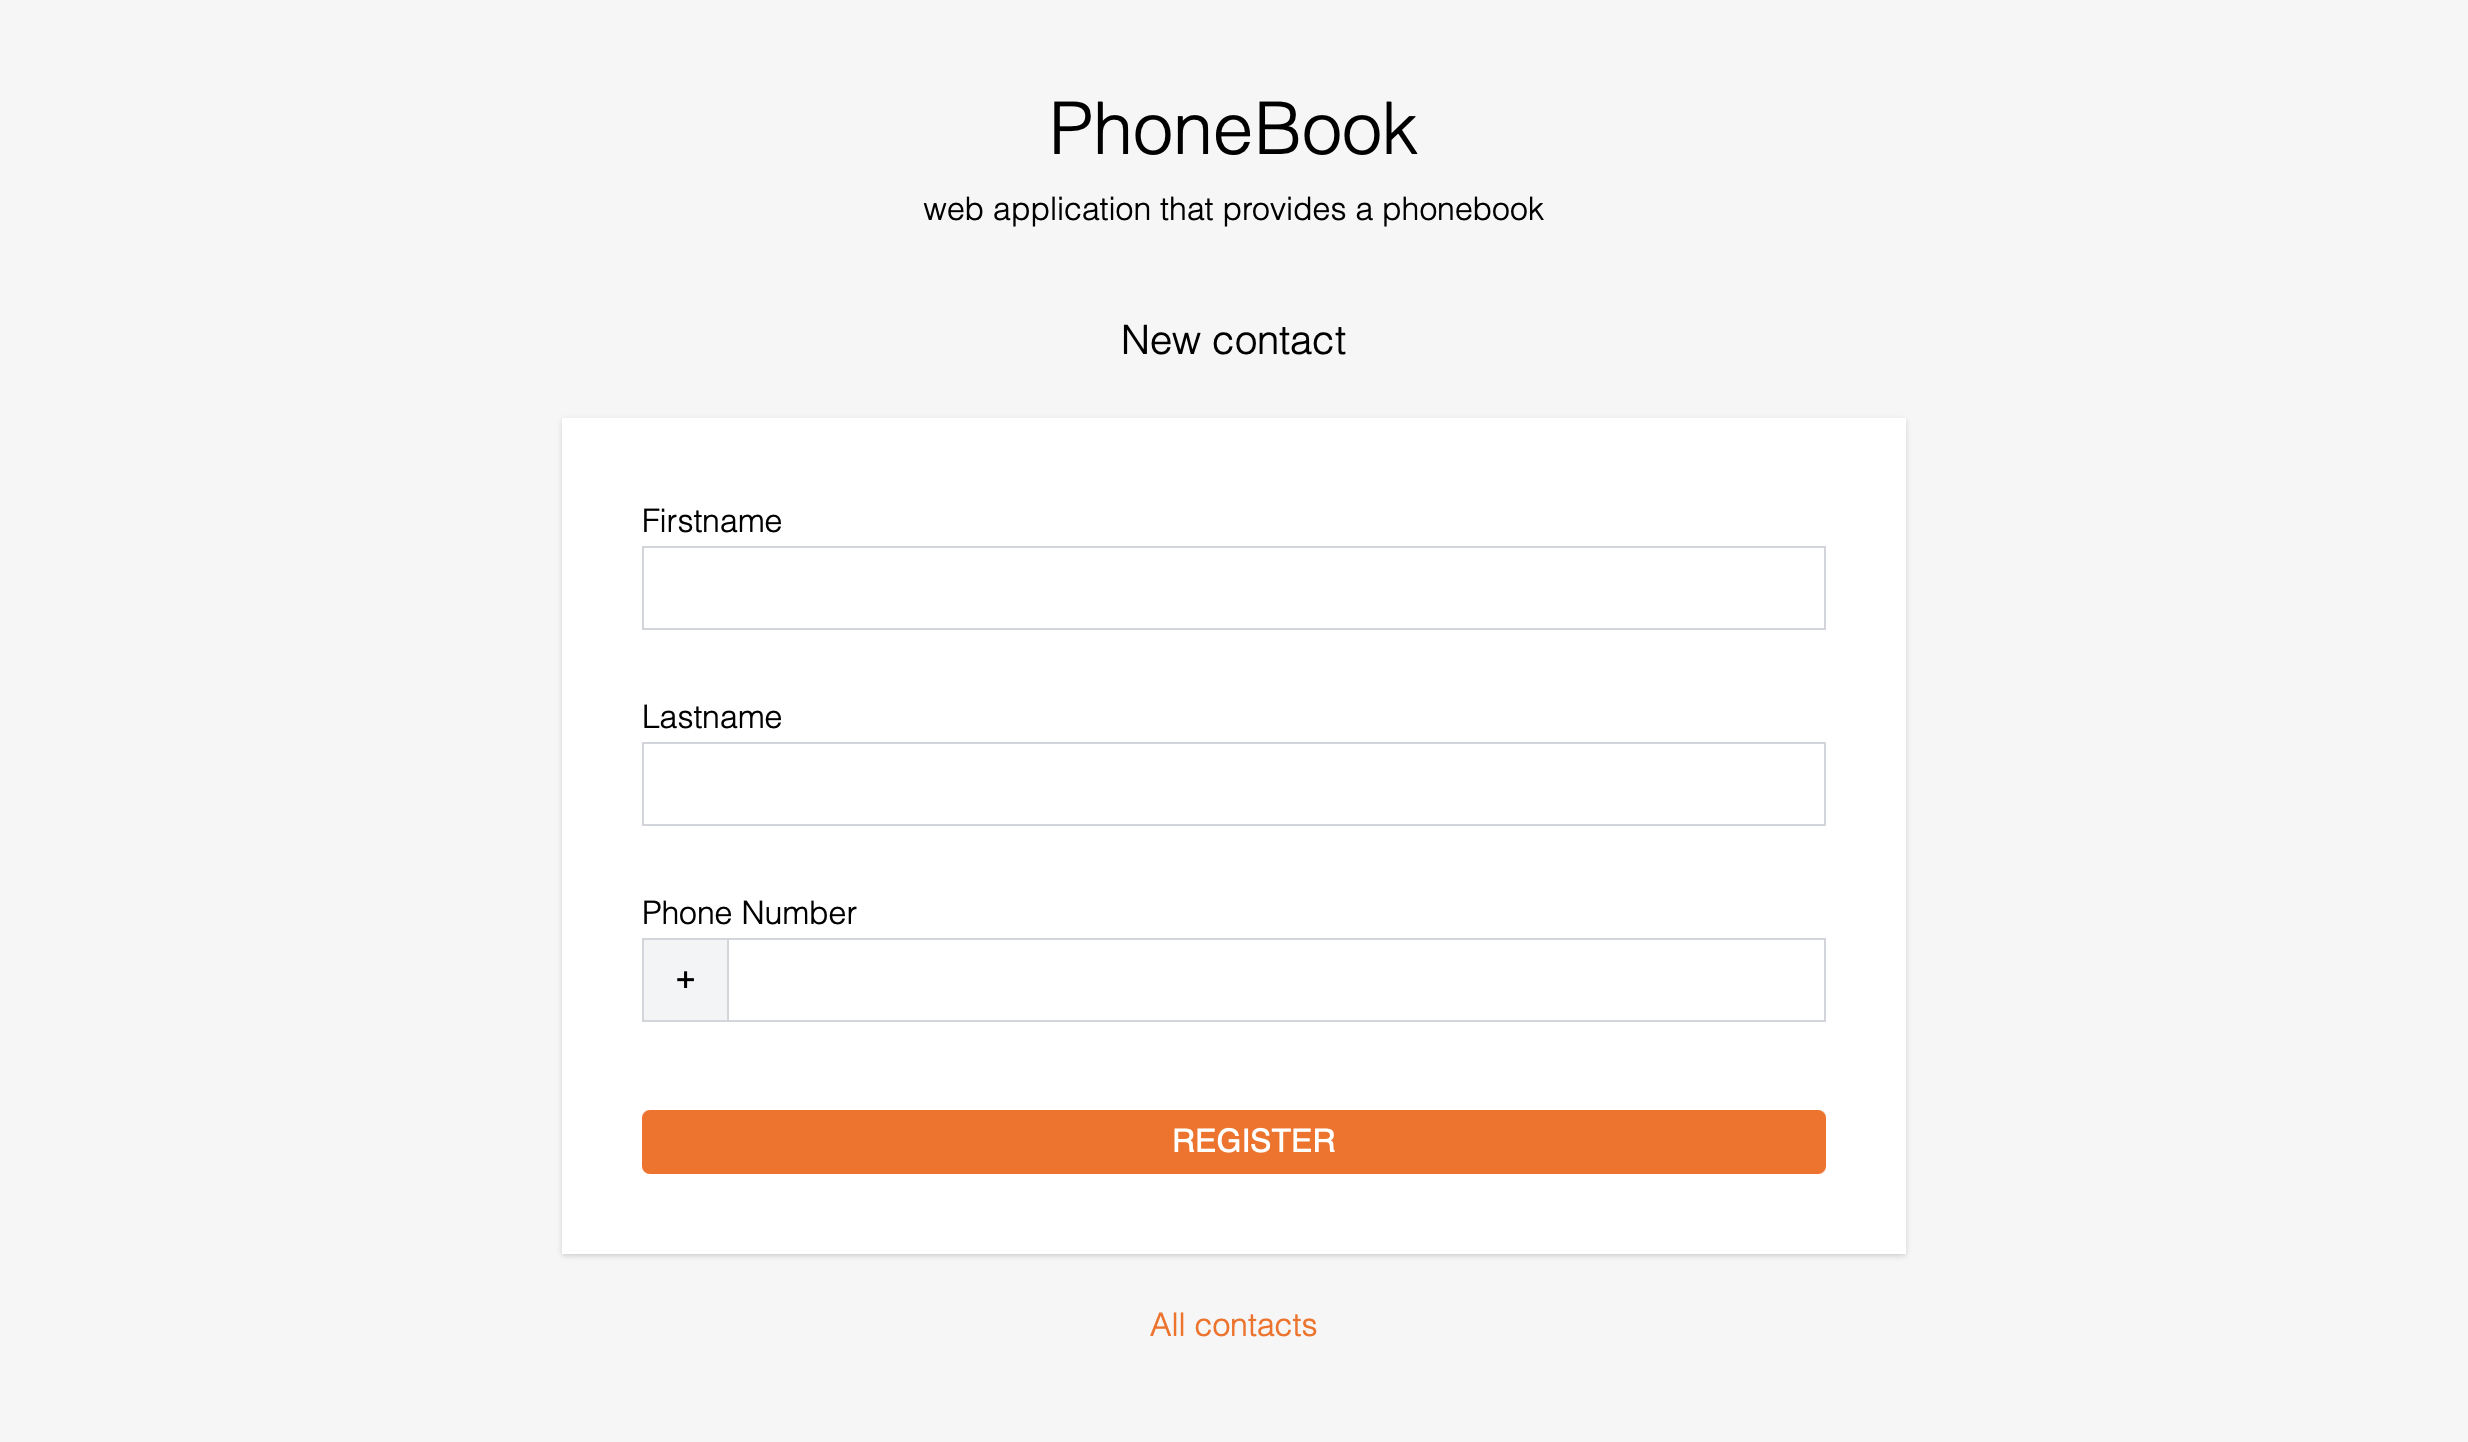 PhoneBook
web application that provides a phonebook
New contact
Firstname
Lastname
Phone Number
+
REGISTER
All contacts